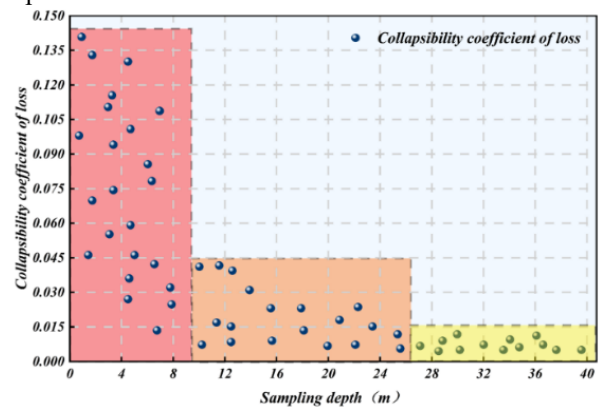 0.150
Collapsibility coefficient of loss
0.135
0.120
0.105
0.090
0.075
0.060
0.045
0.030
0.015
0.000
Collapsibility coefficient of loss
0 4 8 12 16 20 24 28 32 36 40
Sampling depth（m）